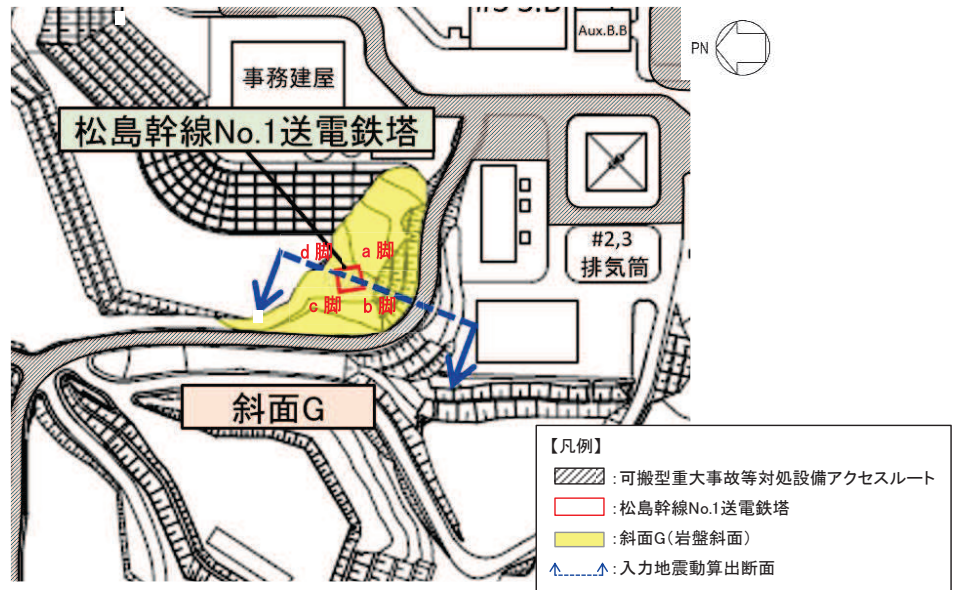 #3 S.B
Aux.B.B
PN
事務建屋
松島幹線No.1送電鉄塔
d脚
a脚
c脚
b脚
#2,3
排気筒
斜面G
【凡例】
:可搬型重大事故等対処設備アクセスルート
:松島幹線No.1送電鉄塔
:斜面G(岩盤斜面)
:入力地震動算出断面